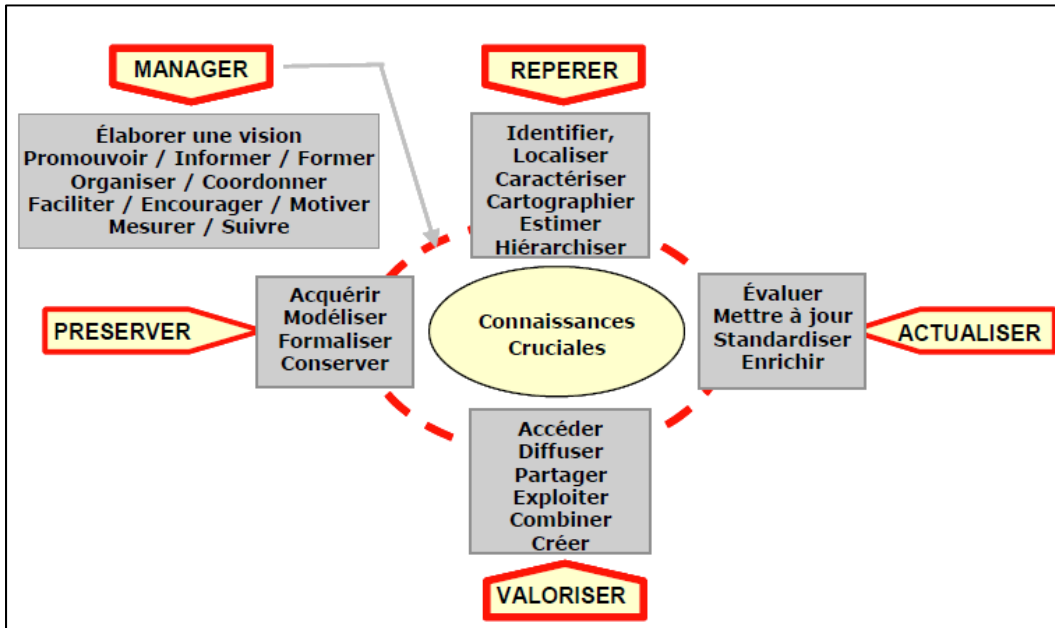 MANAGER
Élaborer une vision
Promouvoir / Informer / Former
Organiser / Coordonner
Faciliter / Encourager / Motiver
Mesurer / Suivre
REPERER
Identifier,
Localiser
Caractériser
Cartographier
Estimer
Hiérarchiser
PRESERVER
Acquérir
Modéliser
Formaliser
Conserver
Connaissances
Cruciales
Évaluer
Mettre à jour
Standardiser
Enrichir
ACTUALISER
Accéder
Diffuser
Partager
Exploiter
Combiner
Créer
VALORISER